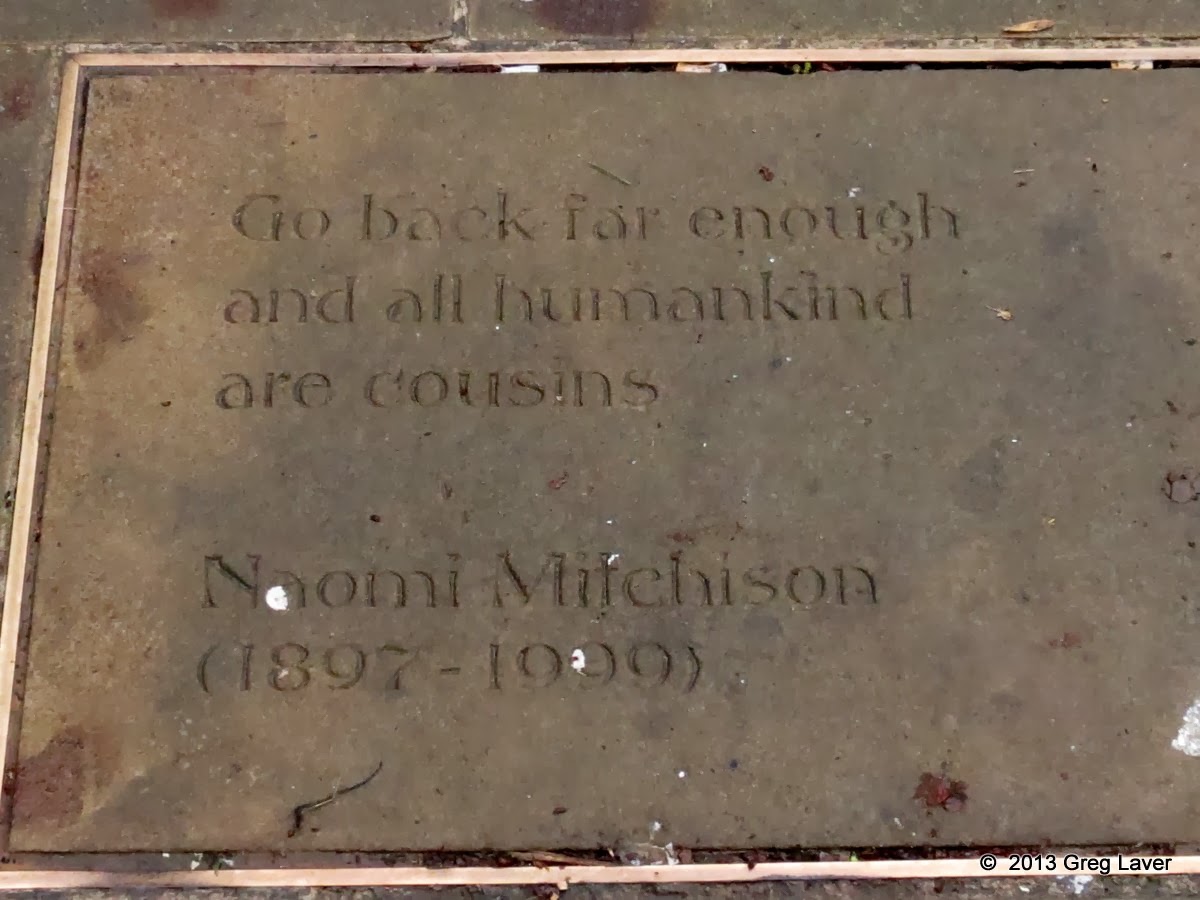 Go back far enough
and all humankind
are cousins
Naomi Mitchison
(1897-1999)
© 2013 Greg Laver